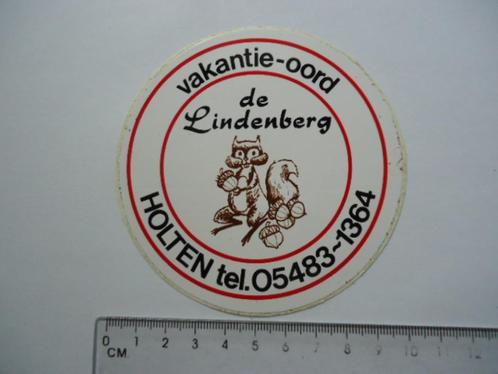 vakantie-oord
de
Lindenberg
HOLTEN tel. 05483-1364
0 1 2 3 4 5 6 7 8 9 10 11 12
CM